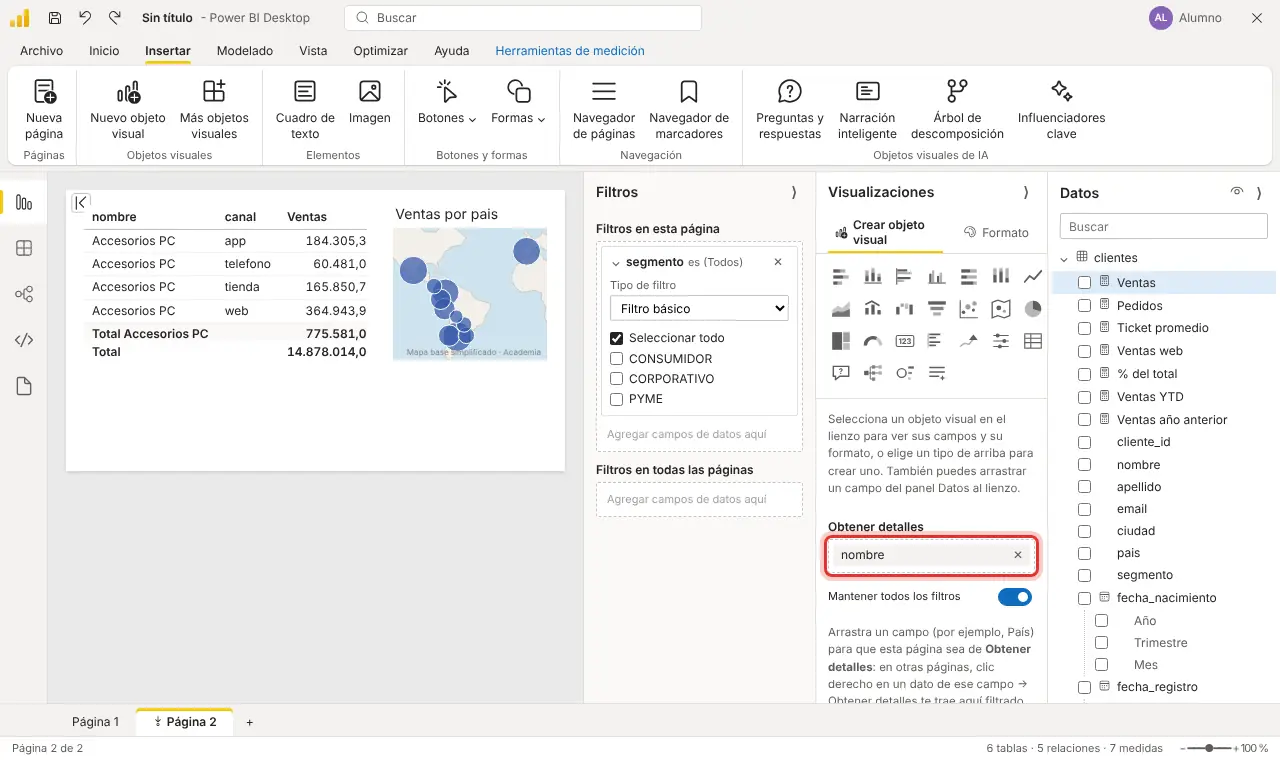 Sin título - Power BI Desktop
Buscar
AL Alumno
Archivo Inicio Insertar Modelado Vista Optimizar Ayuda Herramientas de medición
Nueva página
Nuevo objeto visual
Más objetos visuales
Cuadro de texto
Imagen
Botones
Formas
Navegador de páginas
Navegador de marcadores
Preguntas y respuestas
Narración inteligente
Árbol de descomposición
Influenciadores clave
Páginas
Objetos visuales
Elementos
Botones y formas
Navegación
Objetos visuales de IA
nombre canal Ventas
Accesorios PC app 184.305,3
Accesorios PC telefono 60.481,0
Accesorios PC tienda 165.850,7
Accesorios PC web 364.943,9
Total Accesorios PC 775.581,0
Total 14.878.014,0
Ventas por pais
Mapa base simplificado · Academia
Filtros
Filtros en esta página
segmento es (Todos)
Tipo de filtro
Filtro básico
Seleccionar todo
CONSUMIDOR
CORPORATIVO
PYME
Agregar campos de datos aquí
Filtros en todas las páginas
Agregar campos de datos aquí
Visualizaciones
Crear objeto visual
Formato
123
Selecciona un objeto visual en el
lienzo para ver sus campos y su
formato, o elige un tipo de arriba para
crear uno. También puedes arrastrar
un campo del panel Datos al lienzo.
Obtener detalles
nombre
Mantener todos los filtros
Arrastra un campo (por ejemplo, País)
para que esta página sea de Obtener
detalles: en otras páginas, clic
derecho en un dato de ese campo →
Obtener detalles te trae aquí filtrado
Datos
Buscar
clientes
Ventas
Pedidos
Ticket promedio
Ventas web
% del total
Ventas YTD
Ventas año anterior
cliente_id
nombre
apellido
email
ciudad
pais
segmento
fecha_nacimiento
Año
Trimestre
Mes
fecha_registro
Página 1
Página 2
+
Página 2 de 2
6 tablas · 5 relaciones · 7 medidas
- + 100 %